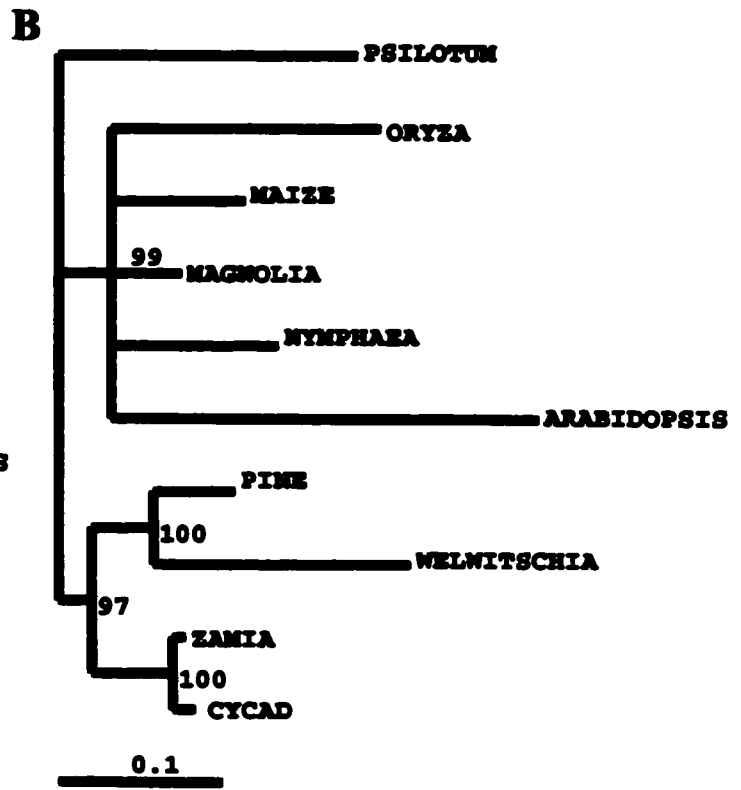 B
PSILOTUM
ORYZA
MAIZE
99
MAGNOLIA
NYMPHAEA
ARABIDOPSIS
S
PINE
100
WELWITSCHIA
97
ZAMIA
100
CYCAD
0.1